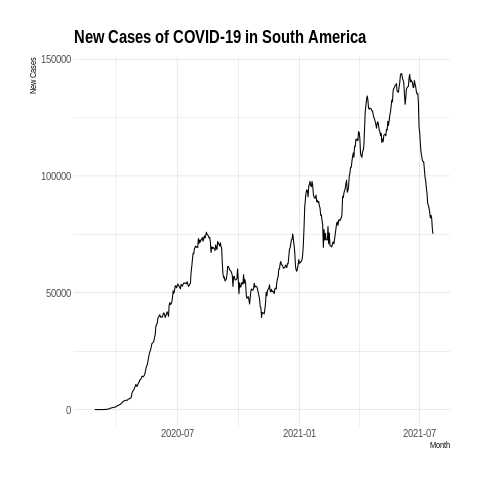 New Cases of COVID-19 in South America
New Cases
150000
100000
50000
0
2020-07
2021-01
2021-07
Month